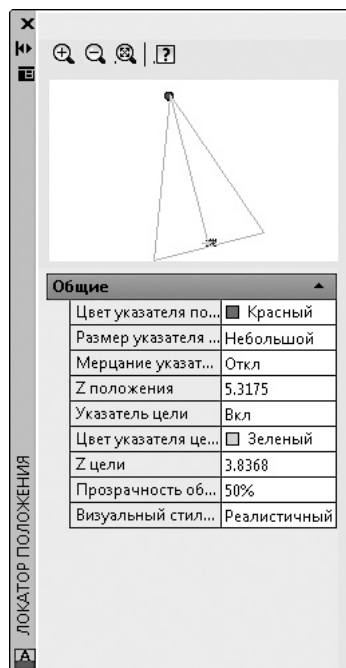 Общие
Цвет указателя по... Красный
Размер указателя ... Небольшой
Мерцание указат... Откл
Z положения 5.3175
Указатель цели Вкл
Цвет указателя це... Зеленый
Z цели 3.8368
Прозрачность об... 50%
Визуальный стил... Реалистичный
ЛОКАТОР ПОЛОЖЕНИЯ